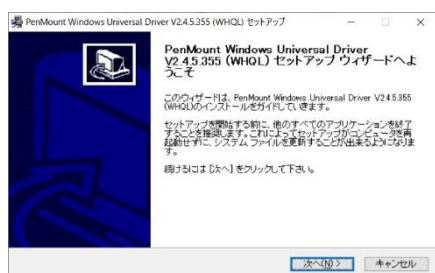 PenMount Windows Universal Driver V2.4.5.355 (WHQL) セットアップ
PenMount Windows Universal Driver
V2.4.5.355 (WHQL) セットアップ ウィザードへよ
うこそ
このウィザードは、PenMount Windows Universal Driver V2.4.5.355
(WHQL)のインストールをガイドしていきます。
セットアップを開始する前に、他のすべてのアプリケーションを終了
することを推奨します。これによってセットアップがコンピュータを再
起動せずに、システム ファイルを更新することが出来るようになりま
す。
続けるには [次へ] をクリックして下さい。
次へ(N) >
キャンセル